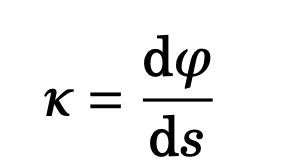 κ = dφ/ds